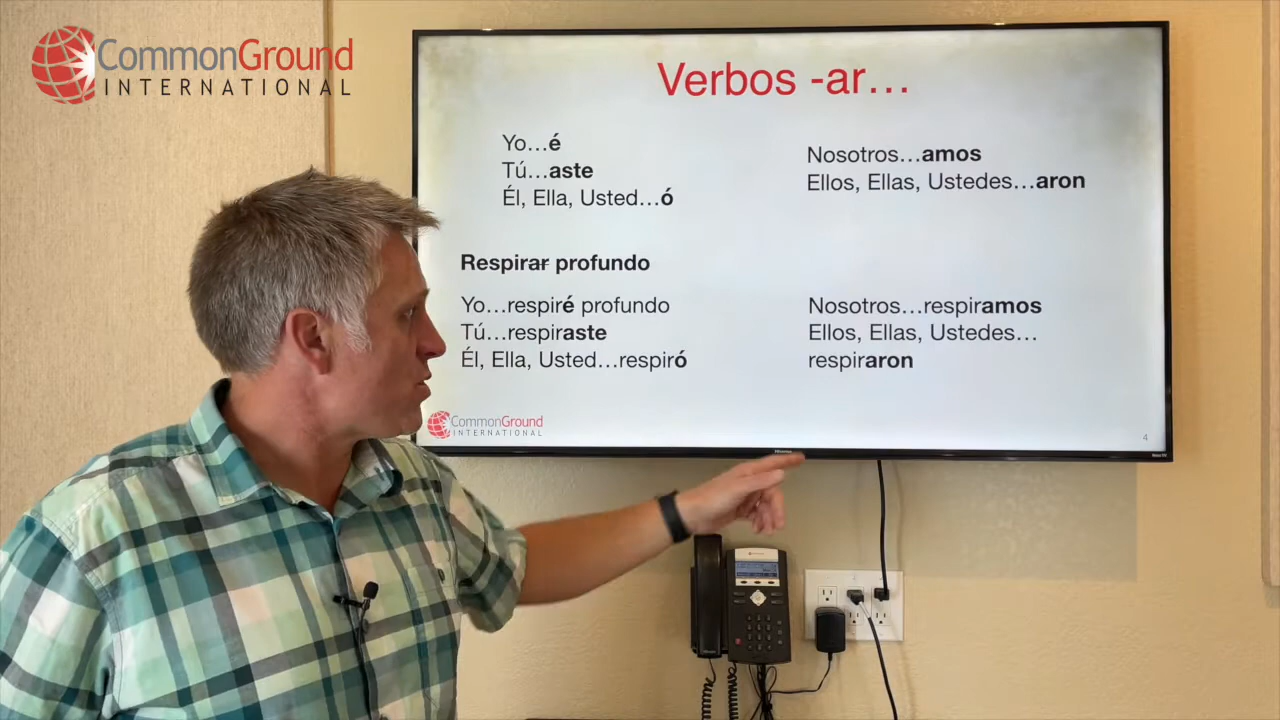 CommonGround
INTERNATIONAL
Verbos -ar…
Yo…é
Tú…aste
Él, Ella, Usted…ó
Nosotros…amos
Ellos, Ellas, Ustedes…aron
Respirar profundo
Yo…respiré profundo
Tú…respiraste
Él, Ella, Usted…respiró
Nosotros…respiramos
Ellos, Ellas, Ustedes…
respiraron
CommonGround
INTERNATIONAL
4
Hisense